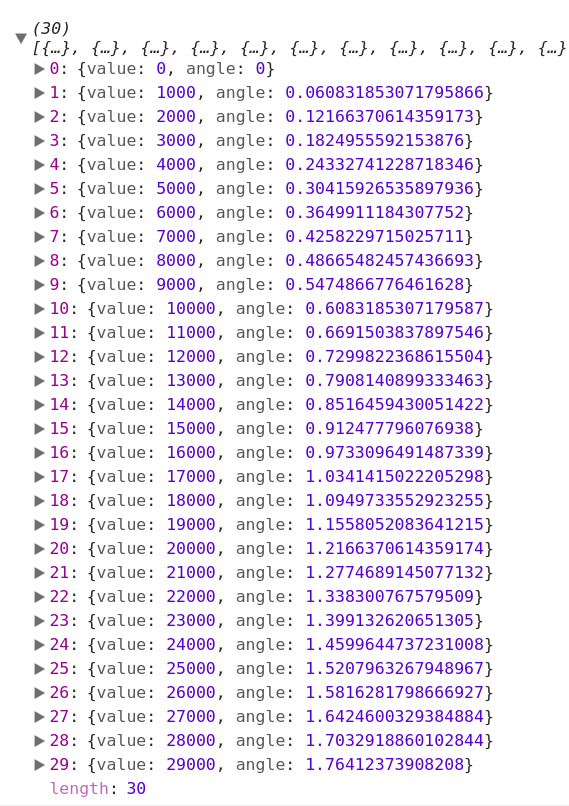 (30)
▼ [{…}, {…}, {…}, {…}, {…}, {…}, {…}, {…}, {…}, {…}, {…}
▶ 0: {value: 0, angle: 0}
▶ 1: {value: 1000, angle: 0.060831853071795866}
▶ 2: {value: 2000, angle: 0.12166370614359173}
▶ 3: {value: 3000, angle: 0.1824955592153876}
▶ 4: {value: 4000, angle: 0.24332741228718346}
▶ 5: {value: 5000, angle: 0.30415926535897936}
▶ 6: {value: 6000, angle: 0.3649911184307752}
▶ 7: {value: 7000, angle: 0.4258229715025711}
▶ 8: {value: 8000, angle: 0.48665482457436693}
▶ 9: {value: 9000, angle: 0.5474866776461628}
▶ 10: {value: 10000, angle: 0.6083185307179587}
▶ 11: {value: 11000, angle: 0.6691503837897546}
▶ 12: {value: 12000, angle: 0.7299822368615504}
▶ 13: {value: 13000, angle: 0.7908140899333463}
▶ 14: {value: 14000, angle: 0.8516459430051422}
▶ 15: {value: 15000, angle: 0.912477796076938}
▶ 16: {value: 16000, angle: 0.9733096491487339}
▶ 17: {value: 17000, angle: 1.0341415022205298}
▶ 18: {value: 18000, angle: 1.0949733552923255}
▶ 19: {value: 19000, angle: 1.1558052083641215}
▶ 20: {value: 20000, angle: 1.2166370614359174}
▶ 21: {value: 21000, angle: 1.2774689145077132}
▶ 22: {value: 22000, angle: 1.338300767579509}
▶ 23: {value: 23000, angle: 1.399132620651305}
▶ 24: {value: 24000, angle: 1.4599644737231008}
▶ 25: {value: 25000, angle: 1.5207963267948967}
▶ 26: {value: 26000, angle: 1.5816281798666927}
▶ 27: {value: 27000, angle: 1.6424600329384884}
▶ 28: {value: 28000, angle: 1.7032918860102844}
▶ 29: {value: 29000, angle: 1.76412373908208}
length: 30